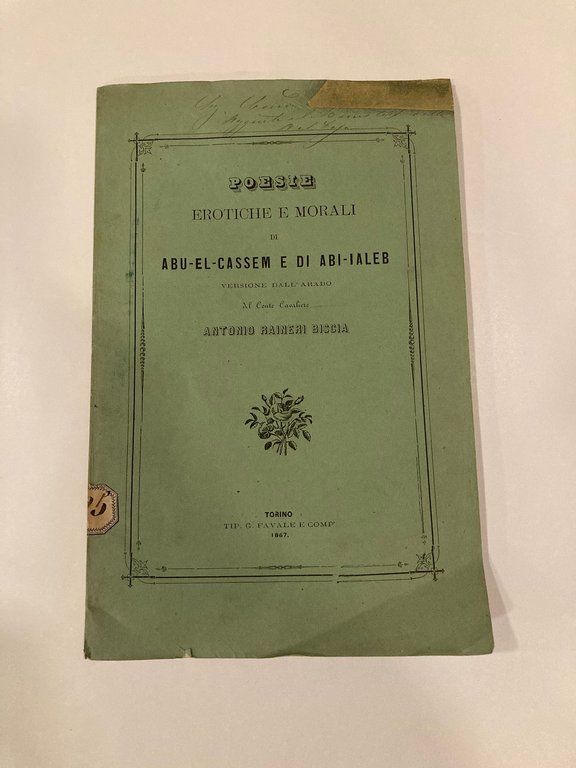 POESIE
EROTICHE E MORALI
DI
ABU-EL-CASSEM E DI ABI-IALEB
VERSIONE DALL'ARABO
del Conte Cavaliere
ANTONIO RAINERI BISCIA
TORINO
TIP. G. FAVALE E COMP.
1867.